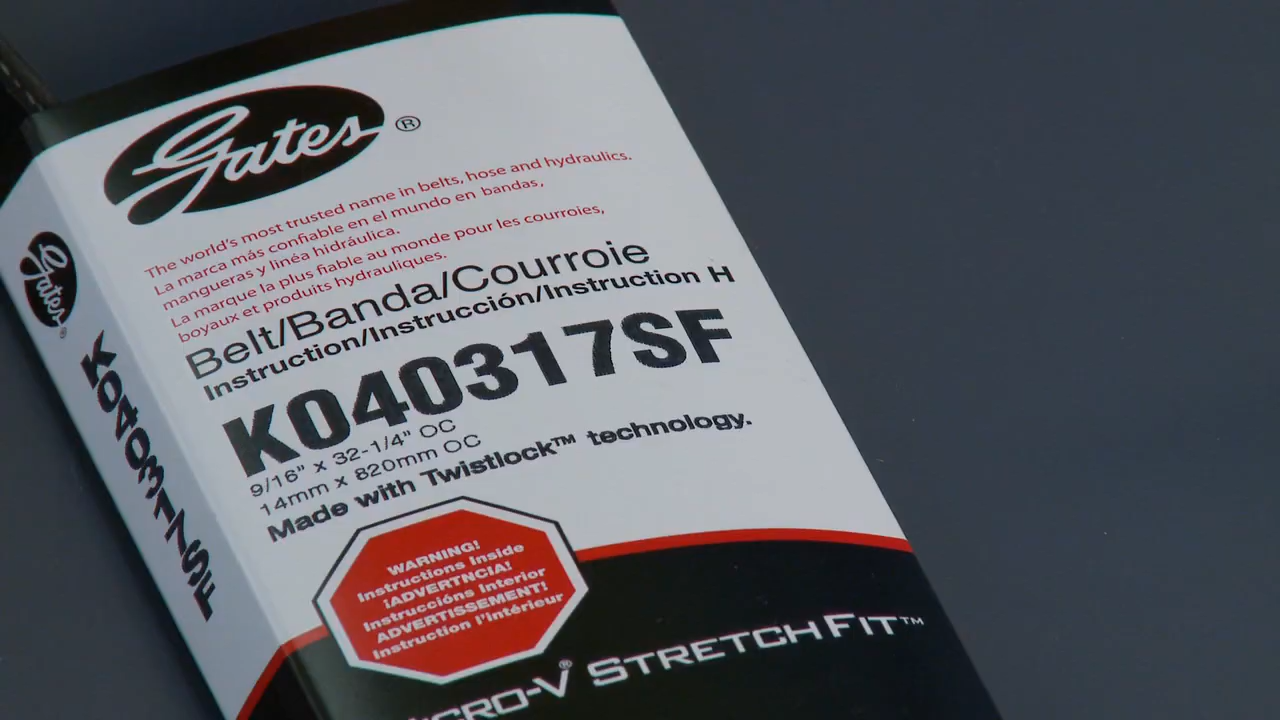 Gates®
The world's most trusted name in belts, hose and hydraulics.
La marca más confiable en el mundo en bandas,
mangueras y linéa hidráulica.
La marque la plus fiable au monde pour les courroies,
boyaux et produits hydrauliques.
Belt/Banda/Courroie
Instruction/Instrucción/Instruction H
K040317SF
9/16" x 32-1/4" OC
14mm x 820mm OC
Made with Twistlock™ technology.
WARNING!
Instructions Inside
¡ADVERTNCIA!
Instruccións Interior
ADVERTISSEMENT!
Instruction l'intérieur
MICRO-V® STRETCHFIT™
Gates®
K040317SF